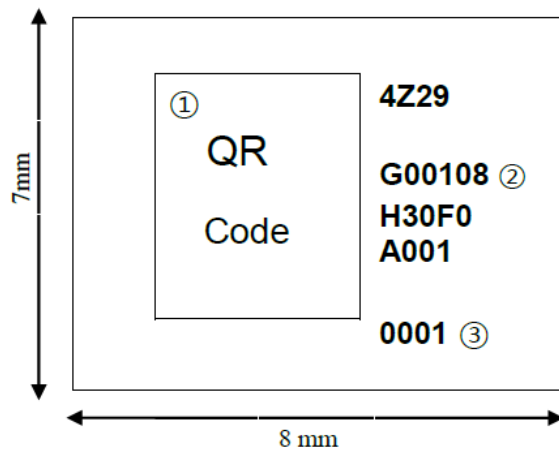 7mm
①
QR
Code
4Z29
G00108 ②
H30F0
A001
0001 ③
8 mm